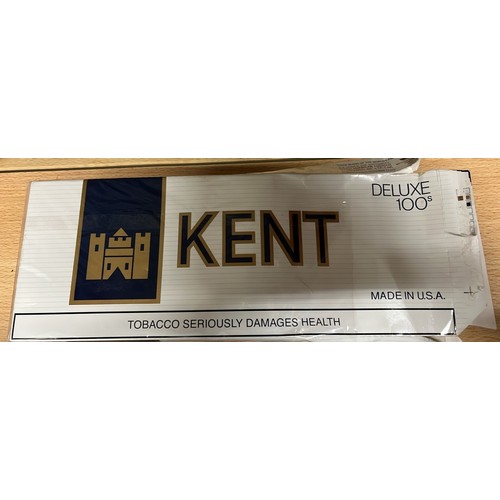 KENT
DELUXE
100s
MADE IN U.S.A.
TOBACCO SERIOUSLY DAMAGES HEALTH